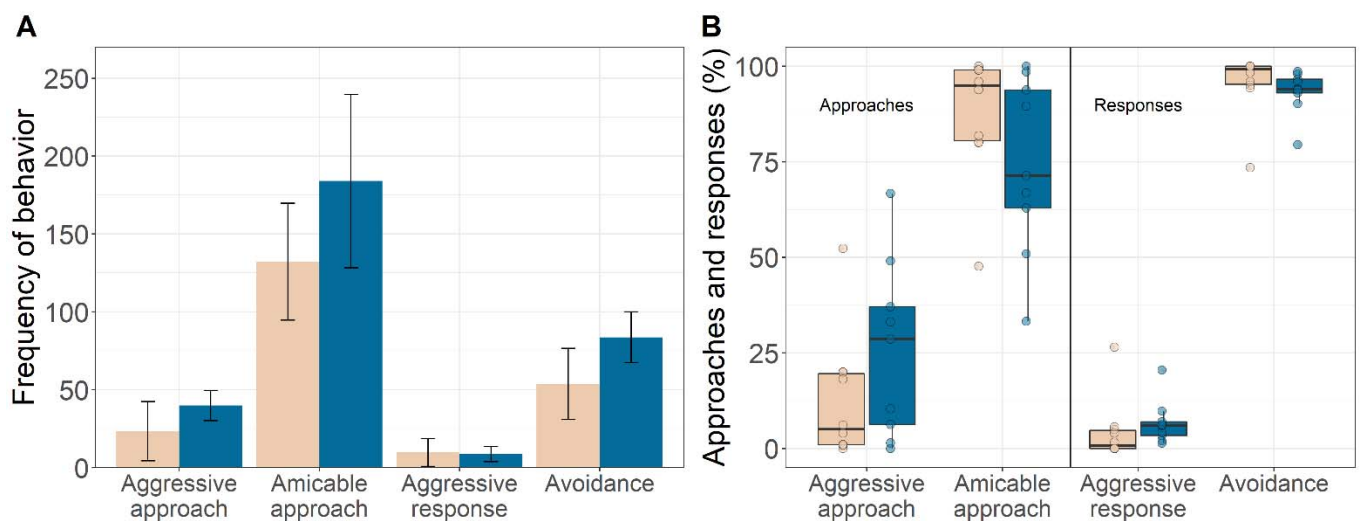 A
Frequency of behavior
250
200
150
100
50
0
Aggressive
approach
Amicable
approach
Aggressive
response
Avoidance
B
Approaches and responses (%)
100
75
50
25
0
Approaches
Responses
Aggressive
approach
Amicable
approach
Aggressive
response
Avoidance